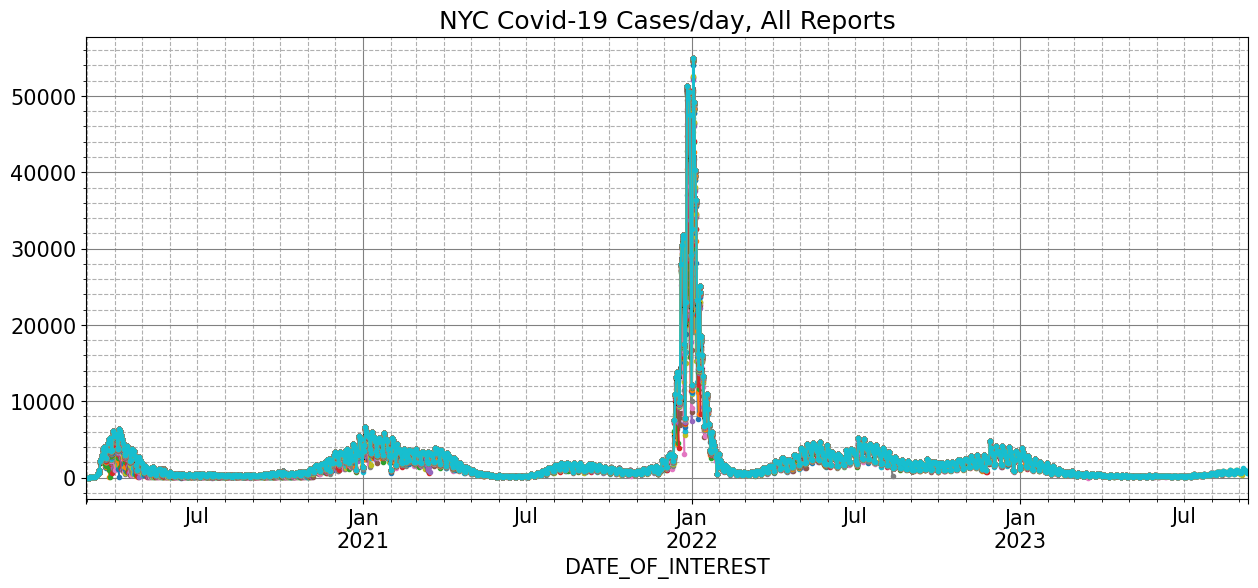 NYC Covid-19 Cases/day, All Reports
50000
40000
30000
20000
10000
0
Jul Jan Jul Jan Jul Jan Jul
2021 2022 2023
DATE_OF_INTEREST